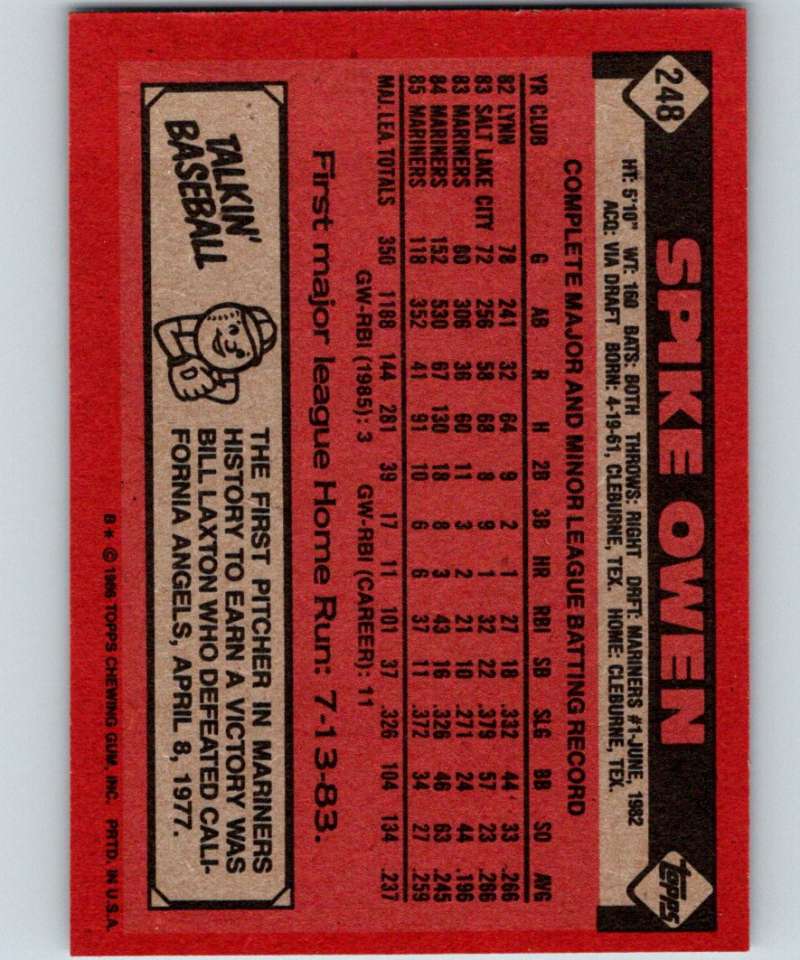 248
SPIKE OWEN
topps
HT: 5'10" WT: 160 BATS: BOTH THROWS: RIGHT DRFT: MARINERS #1-JUNE, 1982
ACQ: VIA DRAFT BORN: 4-19-61, CLEBURNE, TEX. HOME: CLEBURNE, TEX.
COMPLETE MAJOR AND MINOR LEAGUE BATTING RECORD
YR CLUB G AB R H 2B 3B HR RBI SB SLG BB SO AVG
82 LYNN 78 241 32 64 9 2 1 27 18 .332 44 33 .266
83 SALT LAKE CITY 72 256 58 68 8 9 1 32 22 .379 57 23 .266
83 MARINERS 80 306 36 60 11 3 2 21 10 .271 24 44 .196
84 MARINERS 152 530 67 130 18 8 3 43 16 .326 46 63 .245
85 MARINERS 118 352 41 91 10 6 6 37 11 .372 34 27 .259
MAJ. LEA TOTALS 350 1188 144 281 39 17 11 101 37 .326 104 134 .237
GW-RBI (1985): 3 GW-RBI (CAREER): 11
First major league Home Run: 7-13-83.
TALKIN'
BASEBALL
THE FIRST PITCHER IN MARINERS
HISTORY TO EARN A VICTORY WAS
BILL LAXTON WHO DEFEATED CALI-
FORNIA ANGELS, APRIL 8, 1977.
B* © 1986 TOPPS CHEWING GUM, INC. PRTD. IN U.S.A.